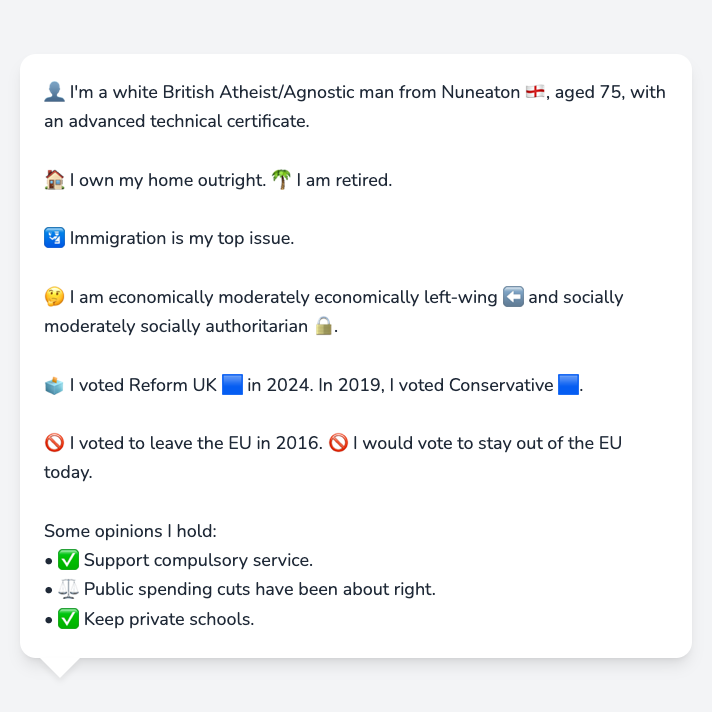 👤 I'm a white British Atheist/Agnostic man from Nuneaton 🏴󠁧󠁢󠁥󠁮󠁧󠁿, aged 75, with
an advanced technical certificate.
🏠 I own my home outright. 🌴 I am retired.
🛂 Immigration is my top issue.
🤔 I am economically moderately economically left-wing ⬅️ and socially
moderately socially authoritarian 🔒.
🗳️ I voted Reform UK 🟦 in 2024. In 2019, I voted Conservative 🟦.
🚫 I voted to leave the EU in 2016. 🚫 I would vote to stay out of the EU
today.
Some opinions I hold:
• ✅ Support compulsory service.
• ⚖️ Public spending cuts have been about right.
• ✅ Keep private schools.